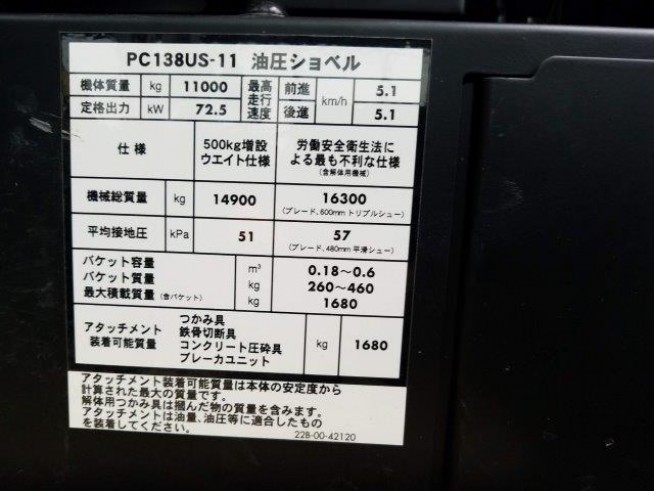 PC138US-11 油圧ショベル
機体質量 kg 11000 最高走行速度 前進 km/h 5.1
定格出力 kW 72.5 後進 5.1
仕様 500kg増設ウエイト仕様 労働安全衛生法による最も不利な仕様(含解体用機械)
機械総質量 kg 14900 16300
(ブレード、600mmトリプルシュー)
平均接地圧 kPa 51 57
(ブレード、480mm平滑シュー)
バケット容量 m³ 0.18～0.6
バケット質量 kg 260～460
最大積載質量(含バケット) kg 1680
アタッチメント装着可能質量 つかみ具 kg 1680
鉄骨切断具
コンクリート圧砕具
ブレーカユニット
アタッチメント装着可能質量は本体の安定度から
計算された最大の質量です。
解体用つかみ具は掴んだ物の質量を含みます。
アタッチメントは油量、油圧等に適合したもの
を装着してください。
22B-00-42120